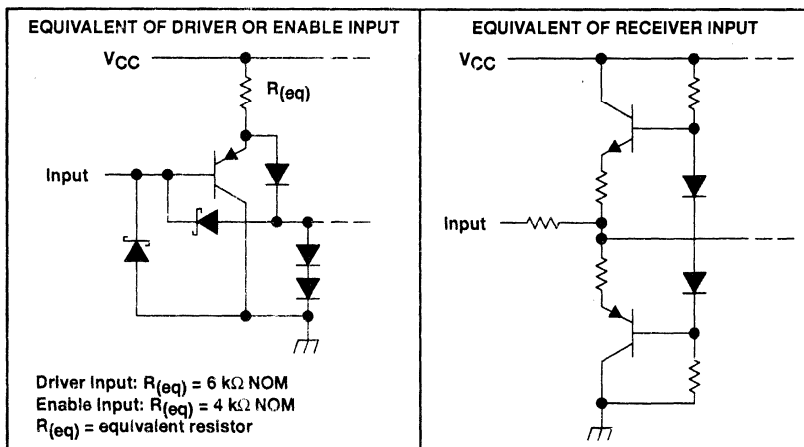 EQUIVALENT OF DRIVER OR ENABLE INPUT
VCC
R(eq)
Input
Driver Input: R(eq) = 6 kΩ NOM
Enable Input: R(eq) = 4 kΩ NOM
R(eq) = equivalent resistor
EQUIVALENT OF RECEIVER INPUT
VCC
Input